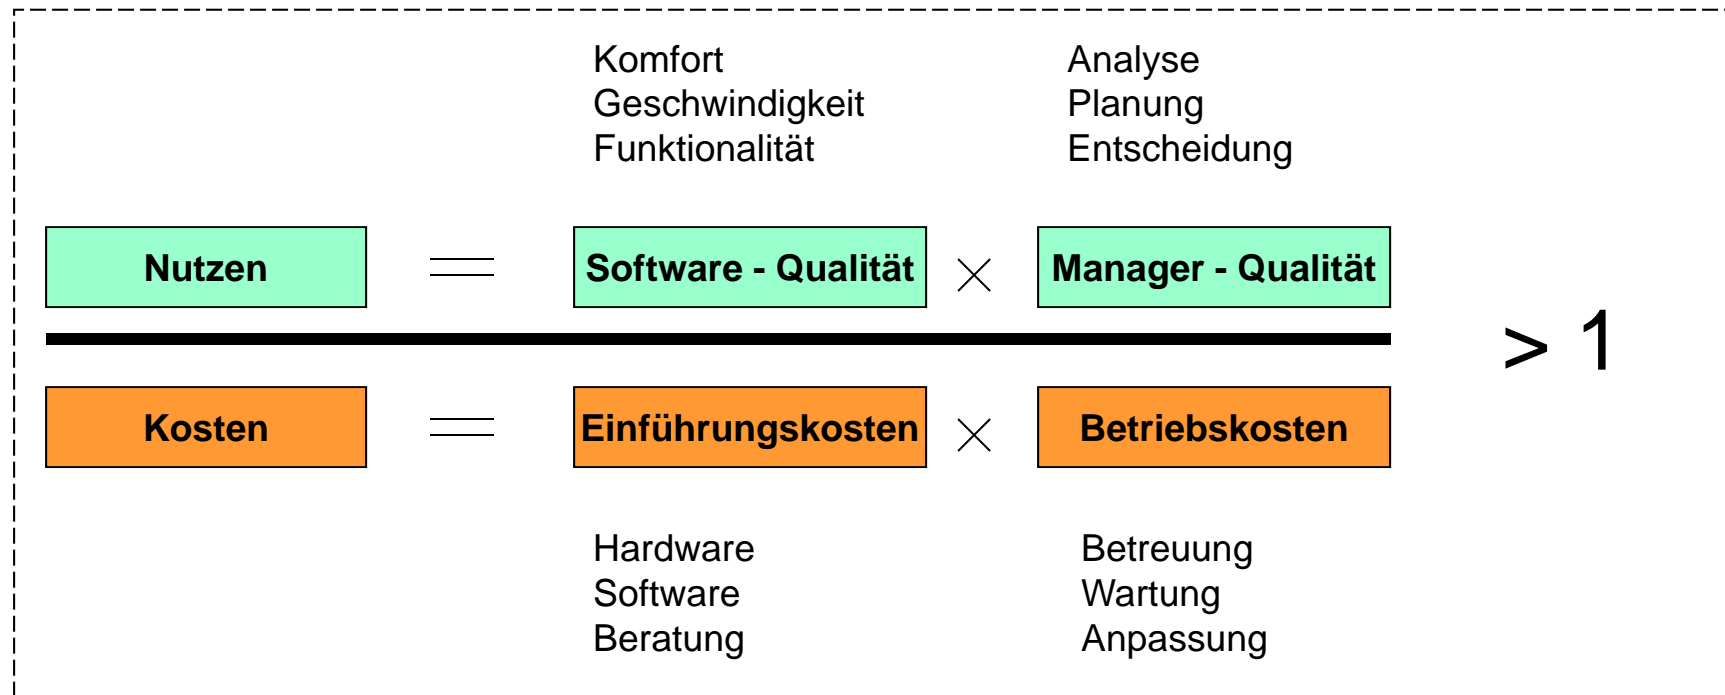 Komfort
Geschwindigkeit
Funktionalität
Analyse
Planung
Entscheidung
Nutzen = Software - Qualität × Manager - Qualität
> 1
Kosten = Einführungskosten × Betriebskosten
Hardware
Software
Beratung
Betreuung
Wartung
Anpassung